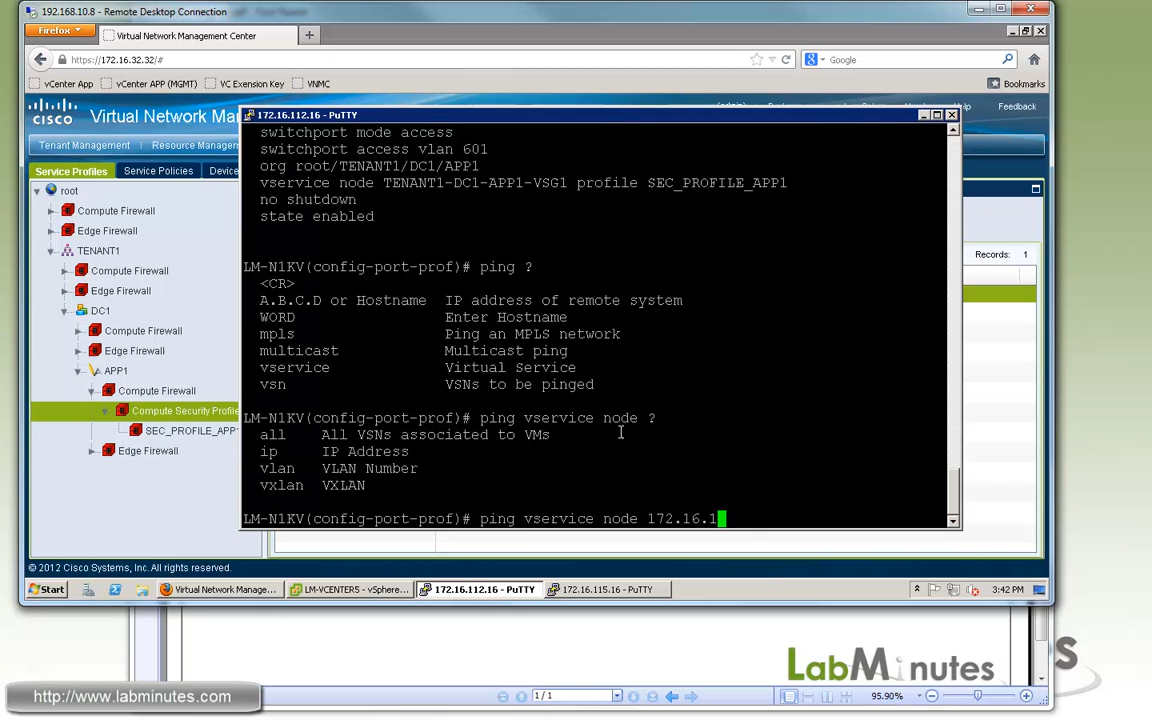 192.168.10.8 - Remote Desktop Connection
Firefox
Virtual Network Management Center
https://172.16.32.32/#
Google
vCenter App
vCenter APP (MGMT)
VC Exension Key
VNMC
Bookmarks
CISCO
Virtual Network Ma
Feedback
Tenant Management
Resource Managem
Service Profiles
Service Policies
Device
root
Compute Firewall
Edge Firewall
TENANT1
Compute Firewall
Edge Firewall
DC1
Compute Firewall
Edge Firewall
APP1
Compute Firewall
Compute Security Profile
SEC_PROFILE_APP1
Edge Firewall
Records: 1
172.16.112.16 - PuTTY
switchport mode access
switchport access vlan 601
org root/TENANT1/DC1/APP1
vservice node TENANT1-DC1-APP1-VSG1 profile SEC_PROFILE_APP1
no shutdown
state enabled
LM-N1KV(config-port-prof)# ping ?
<CR>
A.B.C.D or Hostname IP address of remote system
WORD Enter Hostname
mpls Ping an MPLS network
multicast Multicast ping
vservice Virtual Service
vsn VSNs to be pinged
LM-N1KV(config-port-prof)# ping vservice node ?
all All VSNs associated to VMs
ip IP Address
vlan VLAN Number
vxlan VXLAN
LM-N1KV(config-port-prof)# ping vservice node 172.16.1
© 2012 Cisco Systems, Inc. All rights reserved.
Start
Virtual Network Manage...
LM-VCENTER5 - vSphere...
172.16.112.16 - PuTTY
172.16.115.16 - PuTTY
3:42 PM
LabMinutes
http://www.labminutes.com
1 / 1
95.90%